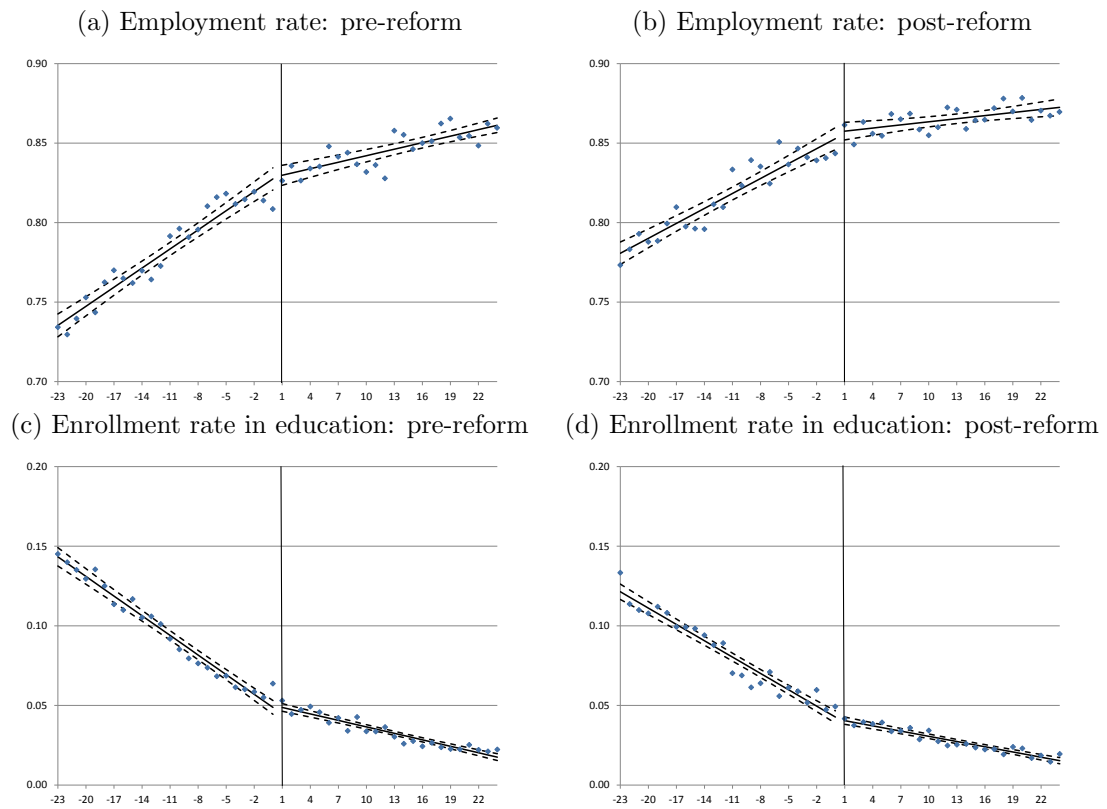 (a) Employment rate: pre-reform
0.90
0.85
0.80
0.75
0.70
-23 -20 -17 -14 -11 -8 -5 -2 1 4 7 10 13 16 19 22
(b) Employment rate: post-reform
0.90
0.85
0.80
0.75
0.70
-23 -20 -17 -14 -11 -8 -5 -2 1 4 7 10 13 16 19 22
(c) Enrollment rate in education: pre-reform
0.20
0.15
0.10
0.05
0.00
-23 -20 -17 -14 -11 -8 -5 -2 1 4 7 10 13 16 19 22
(d) Enrollment rate in education: post-reform
0.20
0.15
0.10
0.05
0.00
-23 -20 -17 -14 -11 -8 -5 -2 1 4 7 10 13 16 19 22